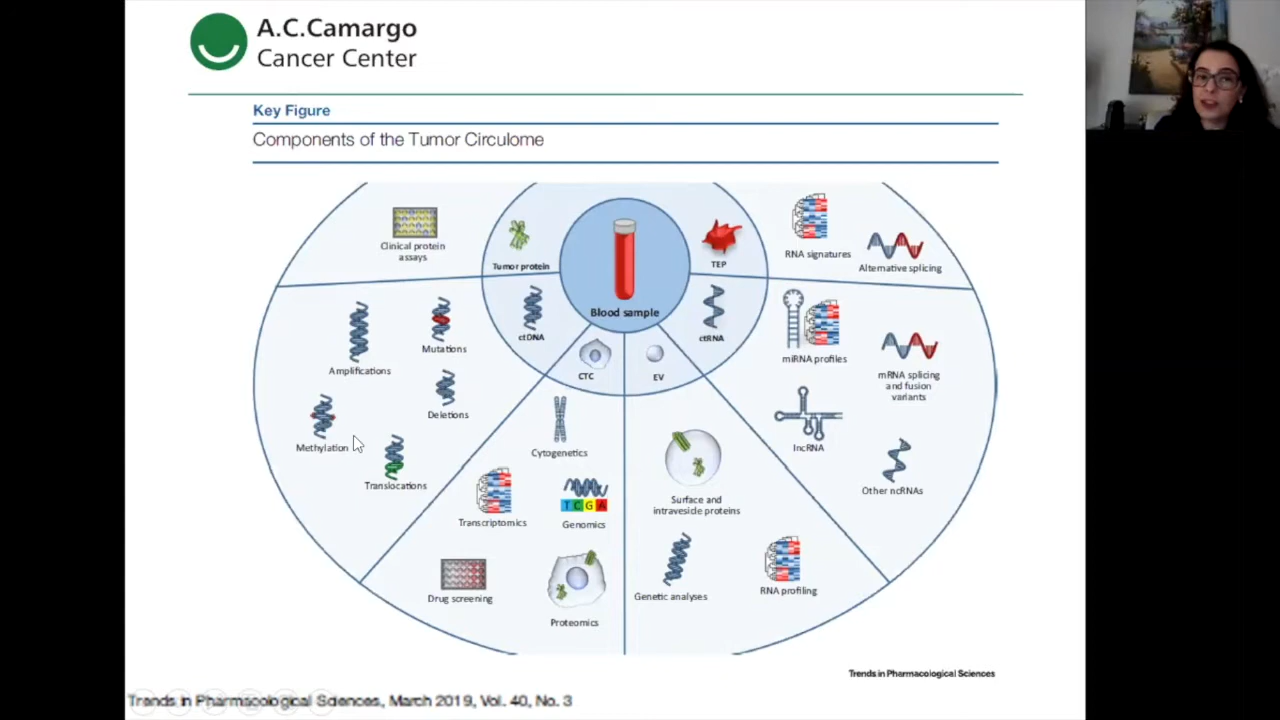 A.C.Camargo
Cancer Center
Key Figure
Components of the Tumor Circulome
Clinical protein
assays
Tumor protein
TEP
RNA signatures
Alternative splicing
Blood sample
ctDNA
ctRNA
Mutations
Amplifications
Deletions
Methylation
Translocations
CTC
EV
miRNA profiles
mRNA splicing
and fusion
variants
lncRNA
Other ncRNAs
Cytogenetics
Transcriptomics
T C G A
Genomics
Drug screening
Proteomics
Surface and
intravesicle proteins
Genetic analyses
RNA profiling
Trends in Pharmacological Sciences
Trends in Pharmacological Sciences, March 2019, Vol. 40, No. 3